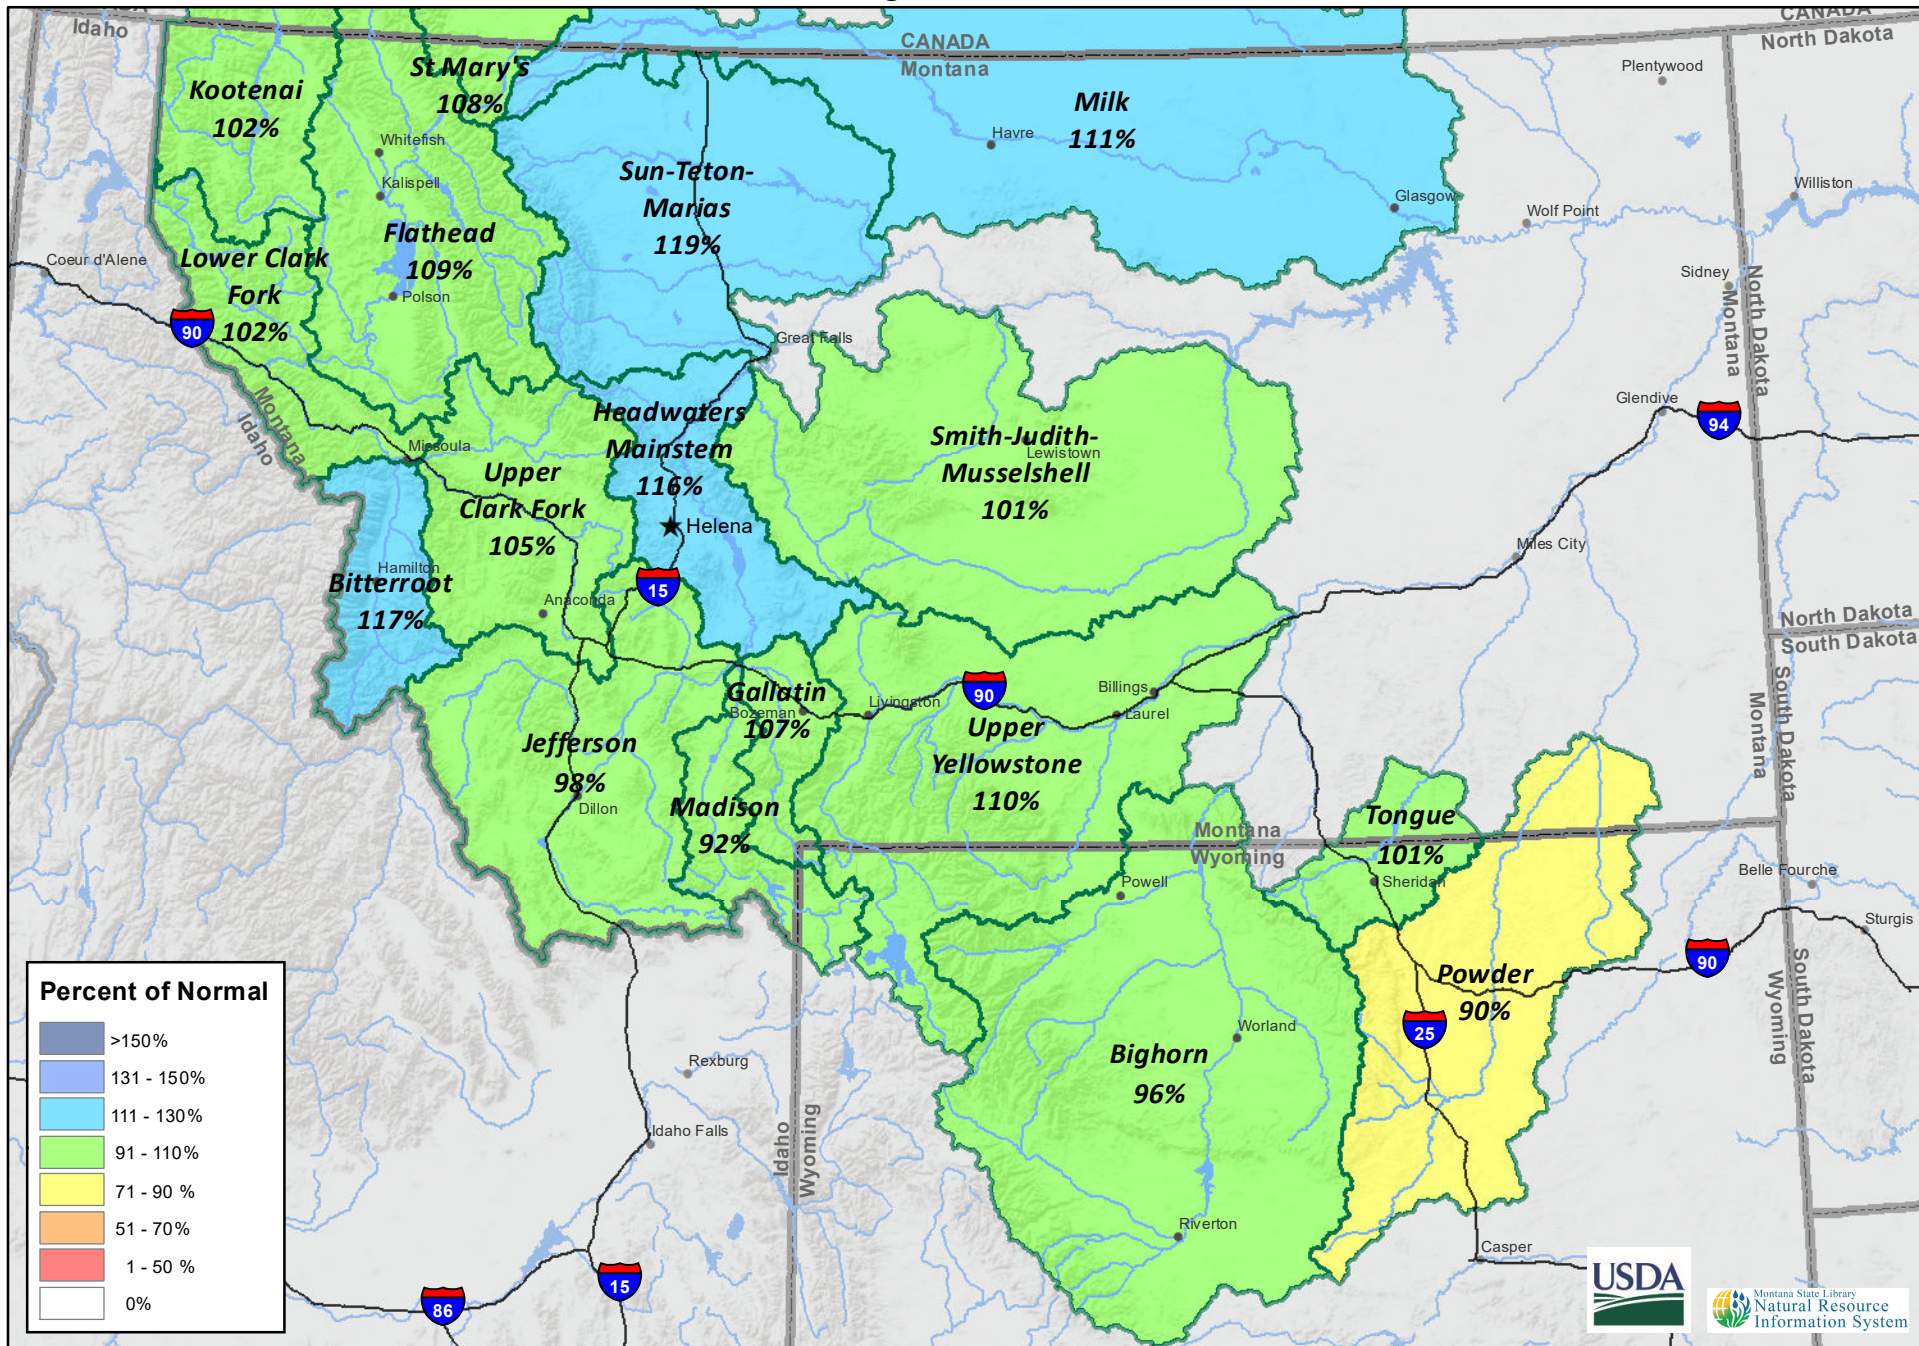 CANADA
Idaho
CANADA
Montana
CANADA
North Dakota
St Mary's
108%
Kootenai
102%
Whitefish
Kalispell
Flathead
109%
Polson
Lower Clark
Fork
102%
Coeur d'Alene
90
Sun-Teton-
Marias
119%
Milk
111%
Havre
Glasgow
Plentywood
Wolf Point
Williston
Sidney
North Dakota
Montana
Great Falls
Montana
Idaho
Missoula
Headwaters
Mainstem
116%
Helena
Upper
Clark Fork
105%
Smith-Judith-
Lewistown
Musselshell
101%
Glendive
94
Miles City
Hamilton
Bitterroot
117%
Anaconda
15
North Dakota
South Dakota
South Dakota
Montana
Gallatin
Bozeman
107%
Livingston
90
Billings
Laurel
Upper
Yellowstone
110%
Jefferson
98%
Dillon
Madison
92%
Montana
Wyoming
Tongue
101%
Sheridan
Powell
Belle Fourche
Sturgis
90
South Dakota
Wyoming
Powder
90%
25
Worland
Bighorn
96%
Rexburg
Idaho Falls
Idaho
Wyoming
Riverton
Casper
15
86
Percent of Normal
>150%
131 - 150%
111 - 130%
91 - 110%
71 - 90 %
51 - 70%
1 - 50 %
0%
USDA
Montana State Library
Natural Resource
Information System